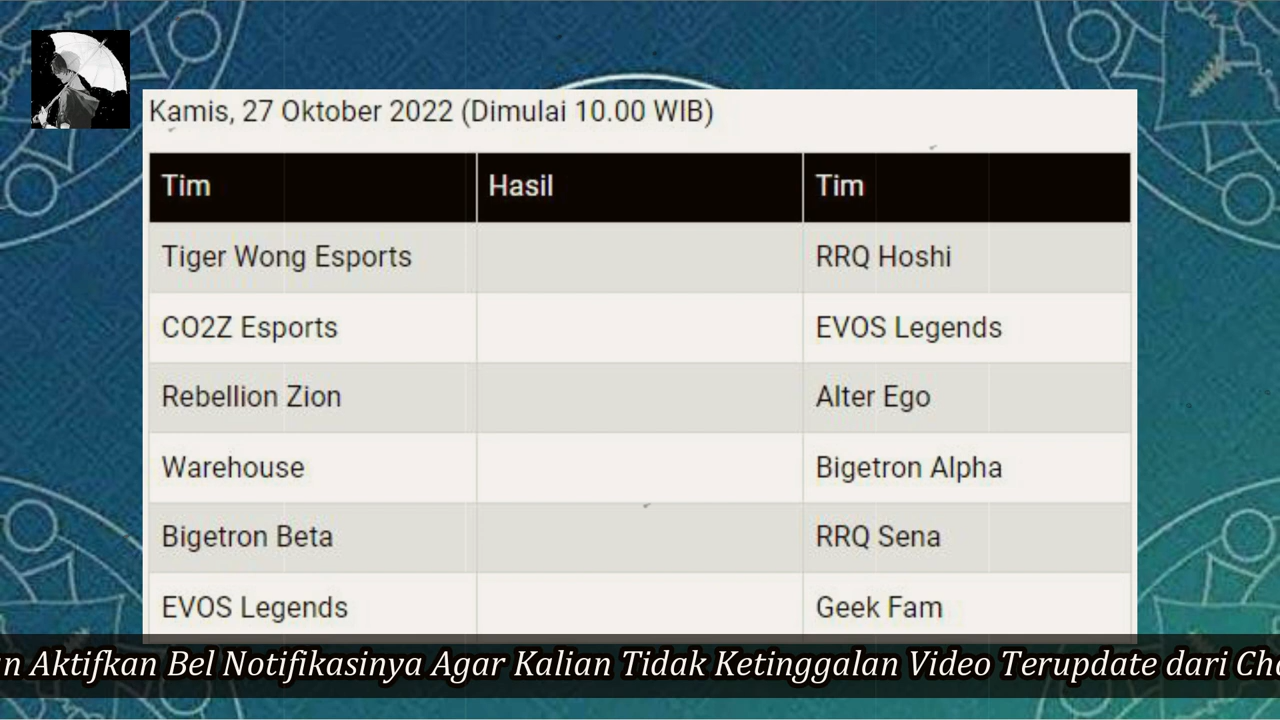 Kamis, 27 Oktober 2022 (Dimulai 10.00 WIB)
Tim Hasil Tim
Tiger Wong Esports RRQ Hoshi
CO2Z Esports EVOS Legends
Rebellion Zion Alter Ego
Warehouse Bigetron Alpha
Bigetron Beta RRQ Sena
EVOS Legends Geek Fam
Aktifkan Bel Notifikasinya Agar Kalian Tidak Ketinggalan Video Terupdate dari